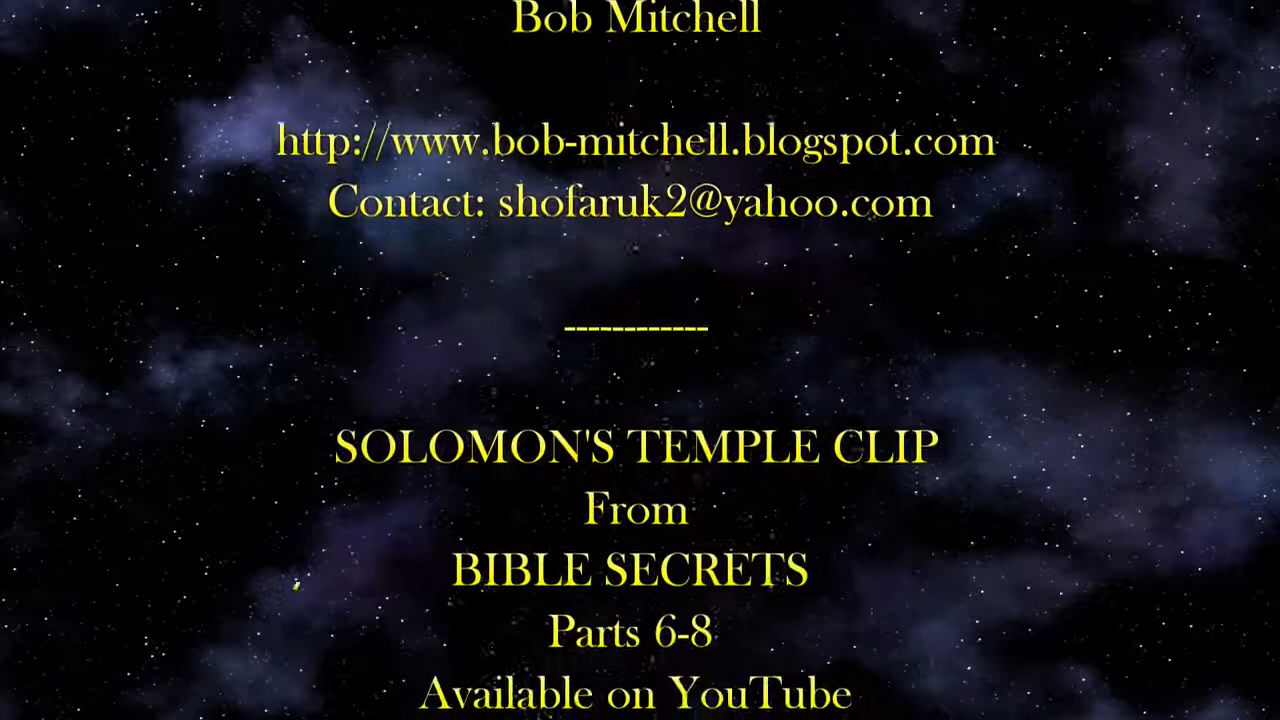 Bob Mitchell
http://www.bob-mitchell.blogspot.com
Contact: shofaruk2@yahoo.com
------------
SOLOMON'S TEMPLE CLIP
From
BIBLE SECRETS
Parts 6-8
Available on YouTube